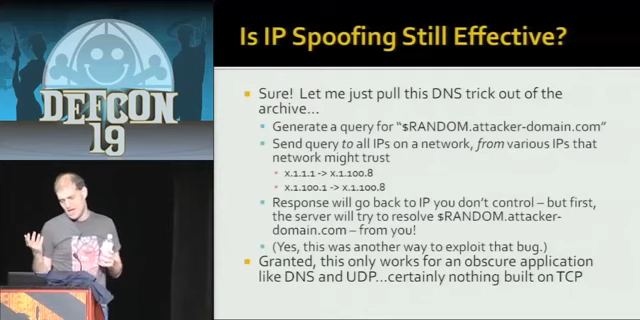 DEFCON
19
Is IP Spoofing Still Effective?
Sure! Let me just pull this DNS trick out of the
archive…
Generate a query for "$RANDOM.attacker-domain.com"
Send query to all IPs on a network, from various IPs that
network might trust
x.1.1.1 -> x.1.100.8
x.1.100.1 -> x.1.100.8
Response will go back to IP you don't control – but first,
the server will try to resolve $RANDOM.attacker-
domain.com – from you!
(Yes, this was another way to exploit that bug.)
Granted, this only works for an obscure application
like DNS and UDP…certainly nothing built on TCP